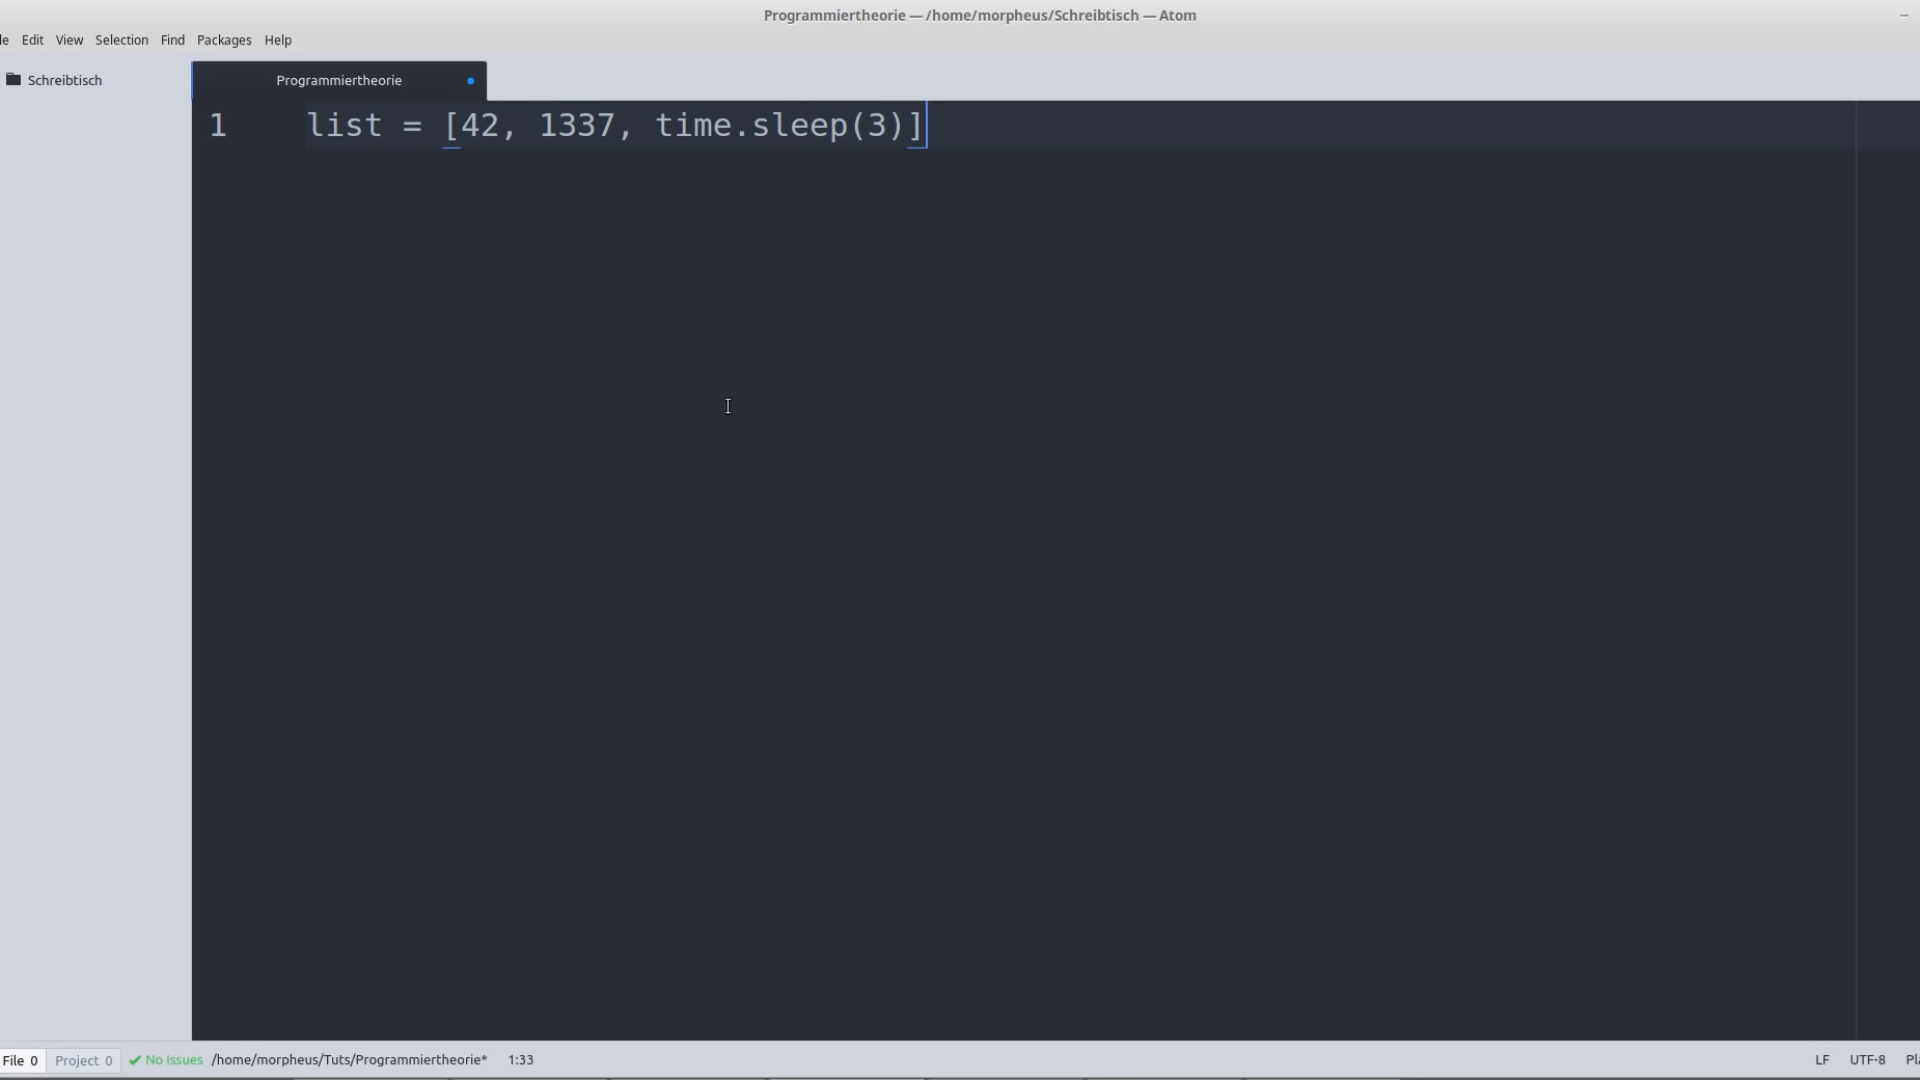 Programmiertheorie — /home/morpheus/Schreibtisch — Atom
le Edit View Selection Find Packages Help
Schreibtisch
Programmiertheorie
1 list = [42, 1337, time.sleep(3)]
File 0 Project 0 No Issues /home/morpheus/Tuts/Programmiertheorie* 1:33 LF UTF-8 Pla